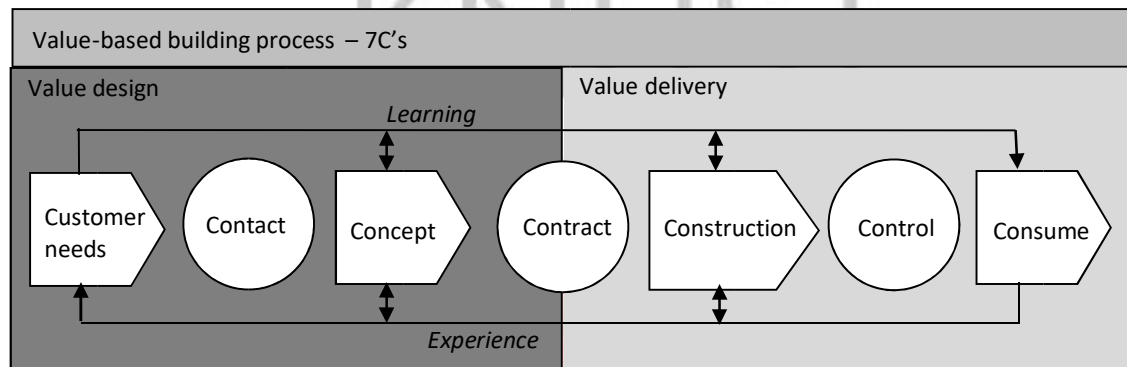 Value-based building process – 7C’s
Value design
Value delivery
Learning
Customer
needs
Contact
Concept
Contract
Construction
Control
Consume
Experience